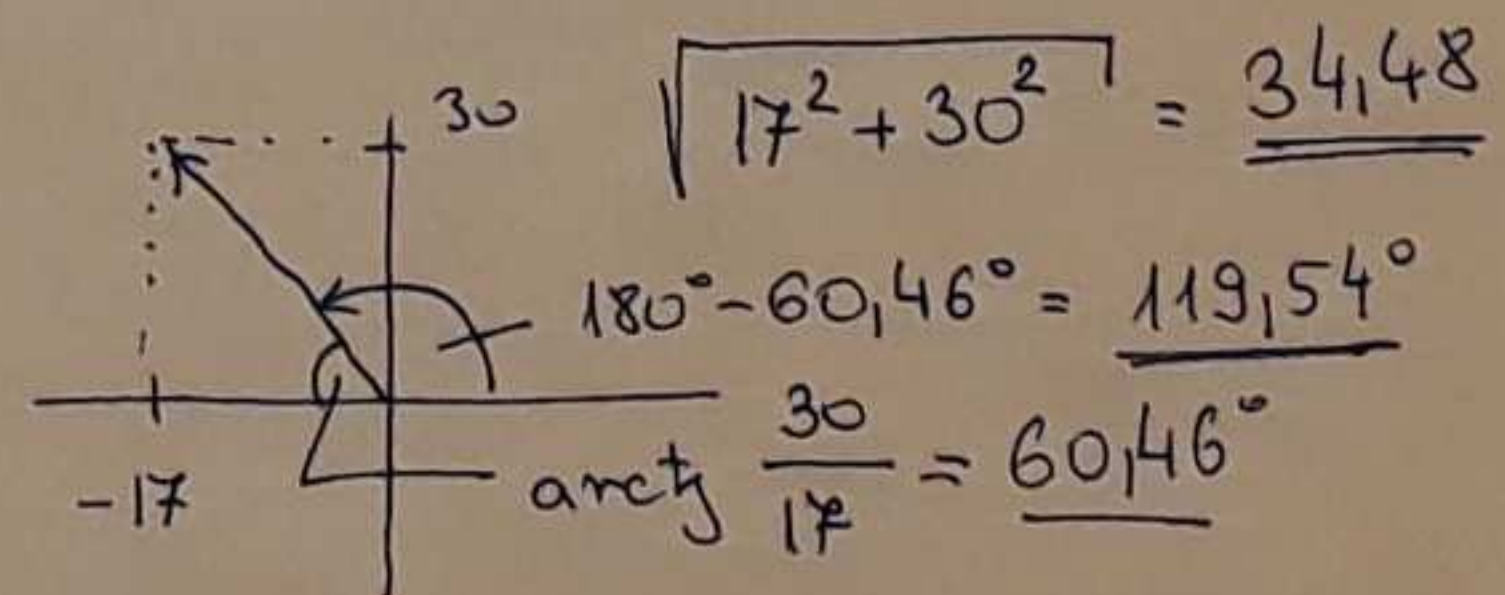 30
√(17² + 30²) = 34,48
180° - 60,46° = 119,54°
-17
arctg 30/17 = 60,46°